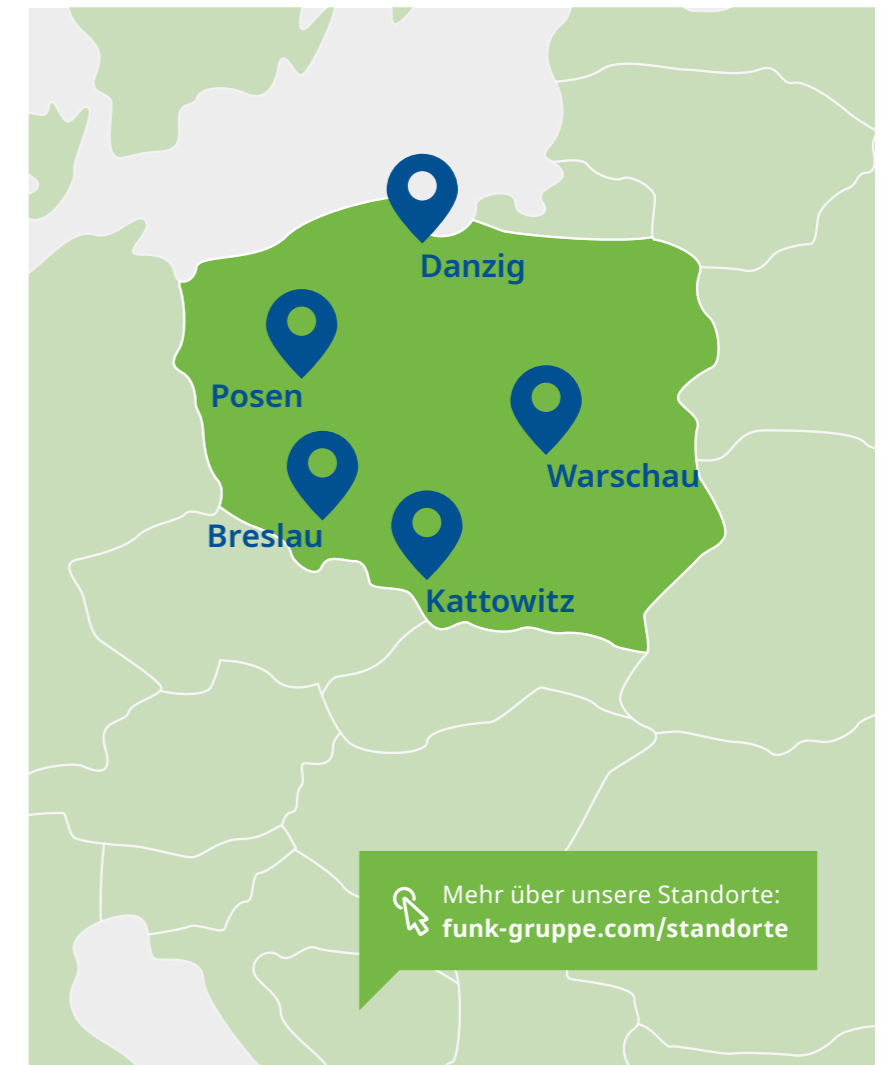 Danzig
Posen
Warschau
Breslau
Kattowitz
Mehr über unsere Standorte:
funk-gruppe.com/standorte